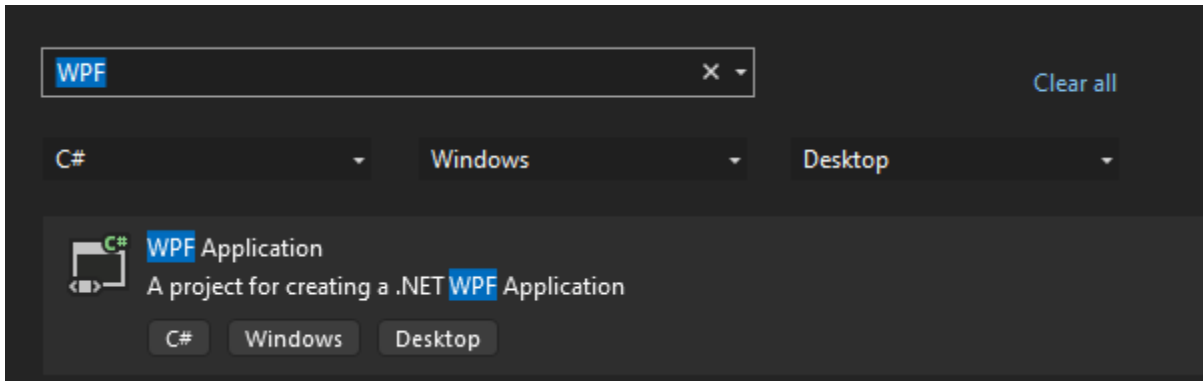 WPF
Clear all
C# Windows Desktop
C#
WPF Application
A project for creating a .NET WPF Application
C# Windows Desktop